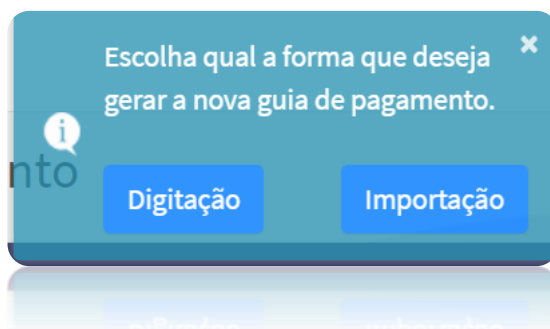 Escolha qual a forma que deseja ×
gerar a nova guia de pagamento.
i
nto
Digitação Importação